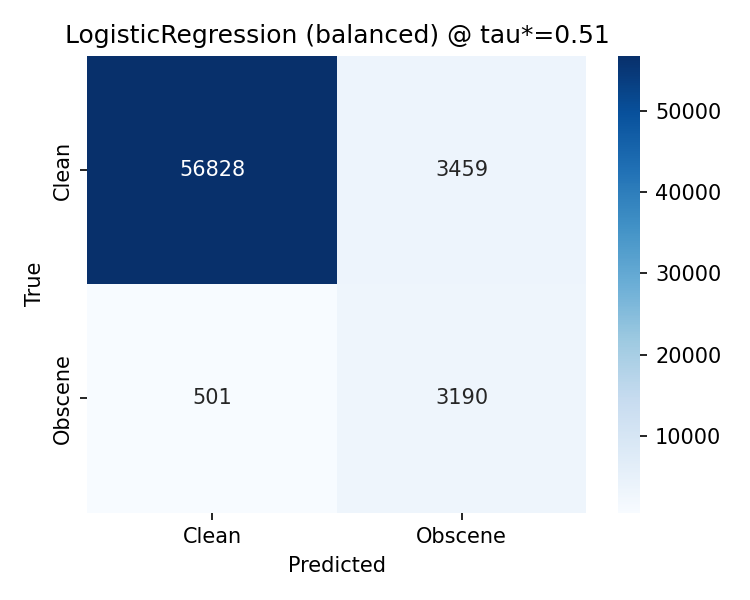 LogisticRegression (balanced) @ tau*=0.51
Clean
56828
3459
50000
40000
30000
20000
10000
True
Obscene
501
3190
Clean
Obscene
Predicted